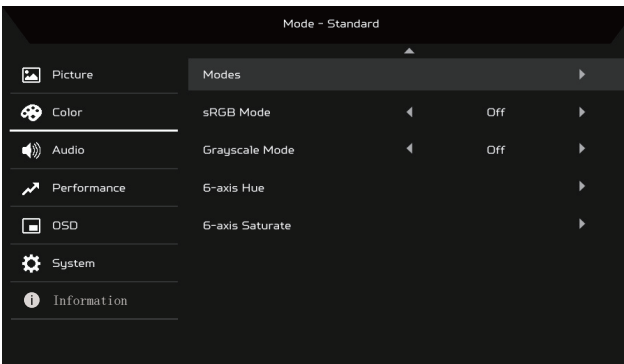 Mode - Standard
Picture
Modes
Color
sRGB Mode
Off
Audio
Grayscale Mode
Off
Performance
6-axis Hue
OSD
6-axis Saturate
System
Information